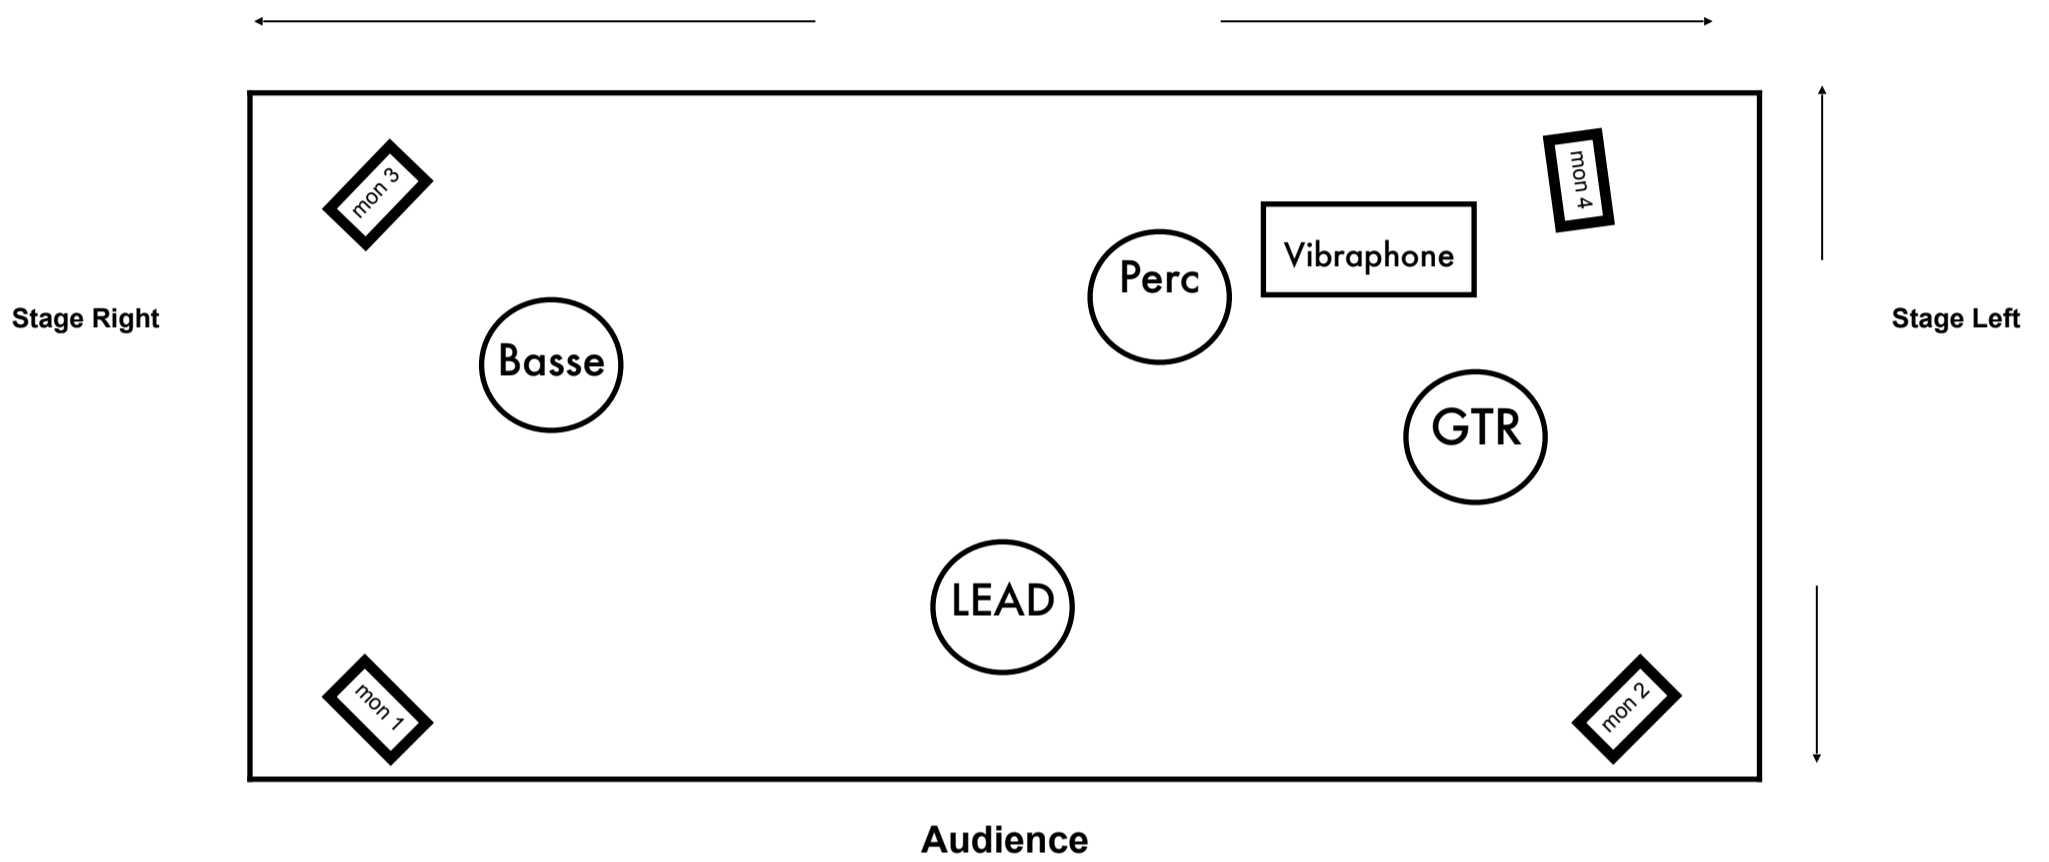 mon 3
mon 4
Vibraphone
Perc
Stage Right
Stage Left
Basse
GTR
LEAD
mon 1
mon 2
Audience